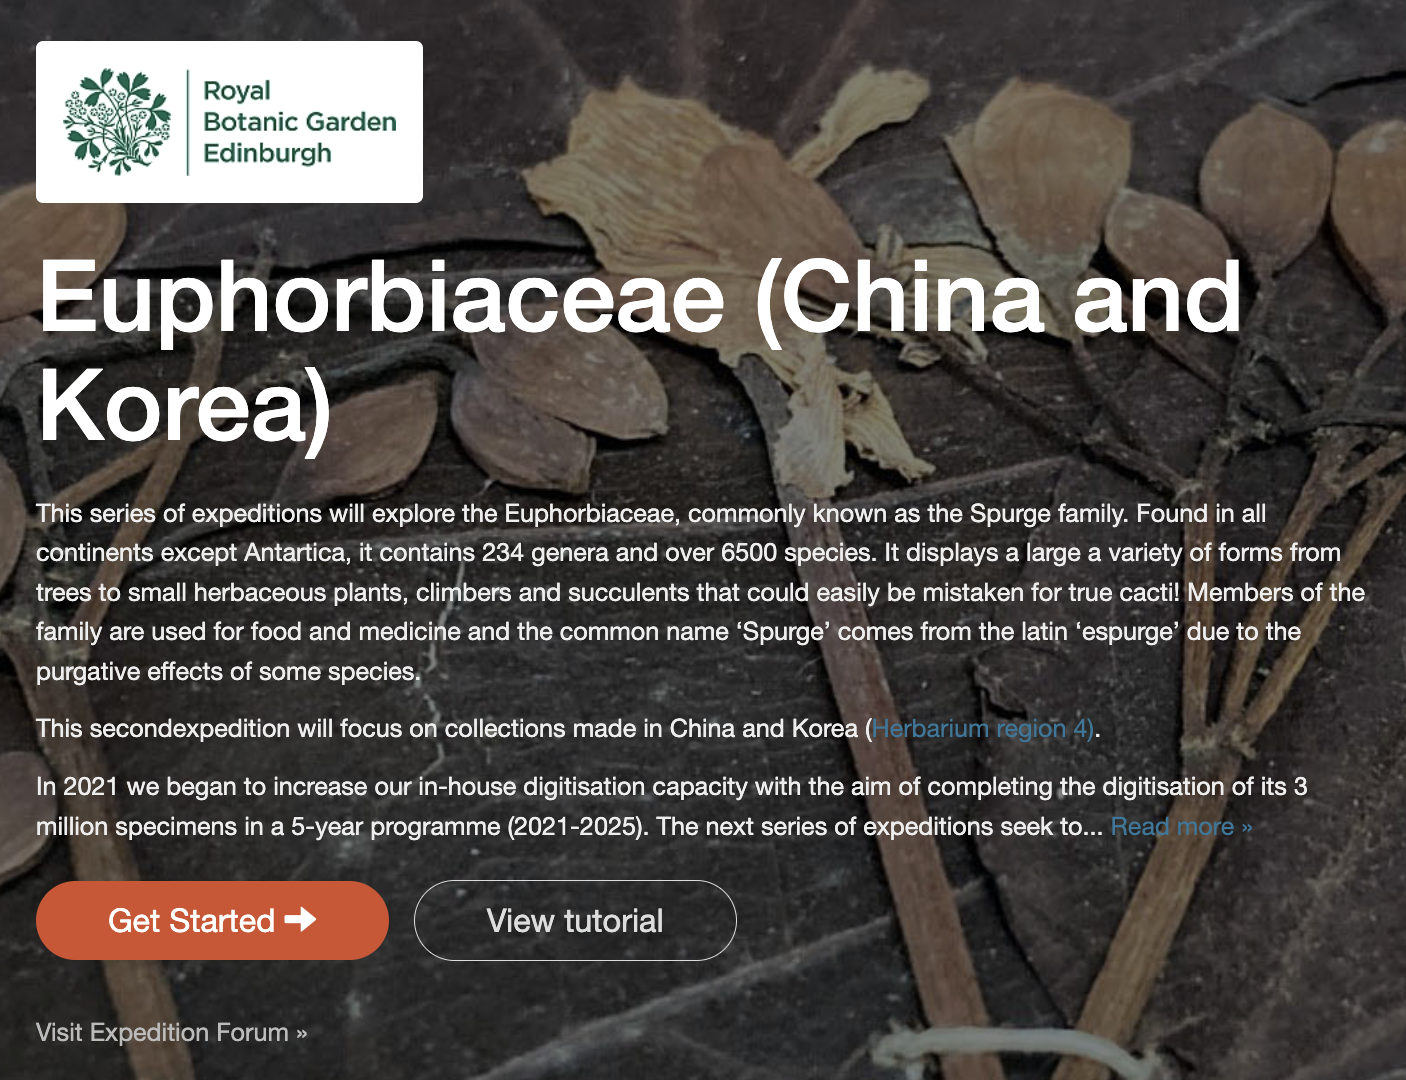 Royal
Botanic Garden
Edinburgh
Euphorbiaceae (China and
Korea)
This series of expeditions will explore the Euphorbiaceae, commonly known as the Spurge family. Found in all
continents except Antartica, it contains 234 genera and over 6500 species. It displays a large a variety of forms from
trees to small herbaceous plants, climbers and succulents that could easily be mistaken for true cacti! Members of the
family are used for food and medicine and the common name ‘Spurge’ comes from the latin ‘espurge’ due to the
purgative effects of some species.
This secondexpedition will focus on collections made in China and Korea (Herbarium region 4).
In 2021 we began to increase our in-house digitisation capacity with the aim of completing the digitisation of its 3
million specimens in a 5-year programme (2021-2025). The next series of expeditions seek to... Read more »
Get Started
View tutorial
Visit Expedition Forum »